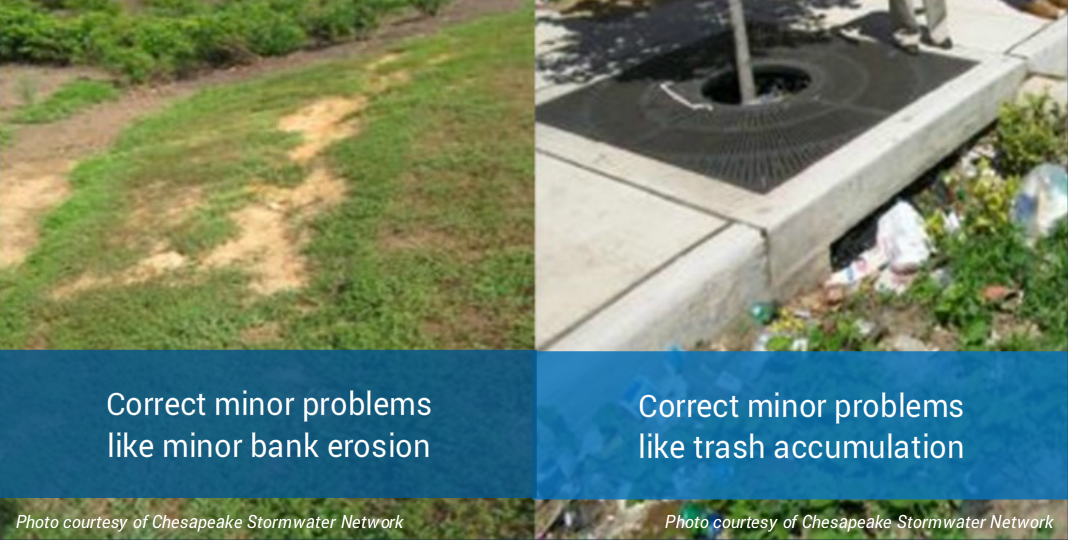 Correct minor problems
like minor bank erosion
Photo courtesy of Chesapeake Stormwater Network
Correct minor problems
like trash accumulation
Photo courtesy of Chesapeake Stormwater Network